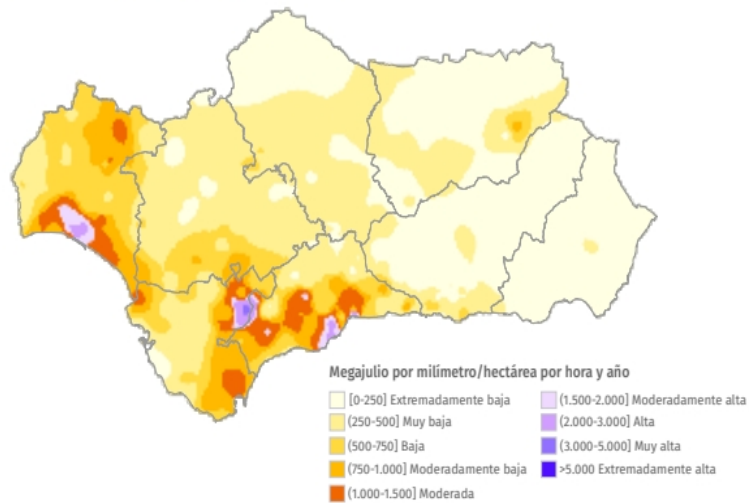 Megajulio por milímetro/hectárea por hora y año
[0-250] Extremadamente baja
(250-500] Muy baja
(500-750] Baja
(750-1.000] Moderadamente baja
(1.000-1.500] Moderada
(1.500-2.000] Moderadamente alta
(2.000-3.000] Alta
(3.000-5.000] Muy alta
>5.000 Extremadamente alta